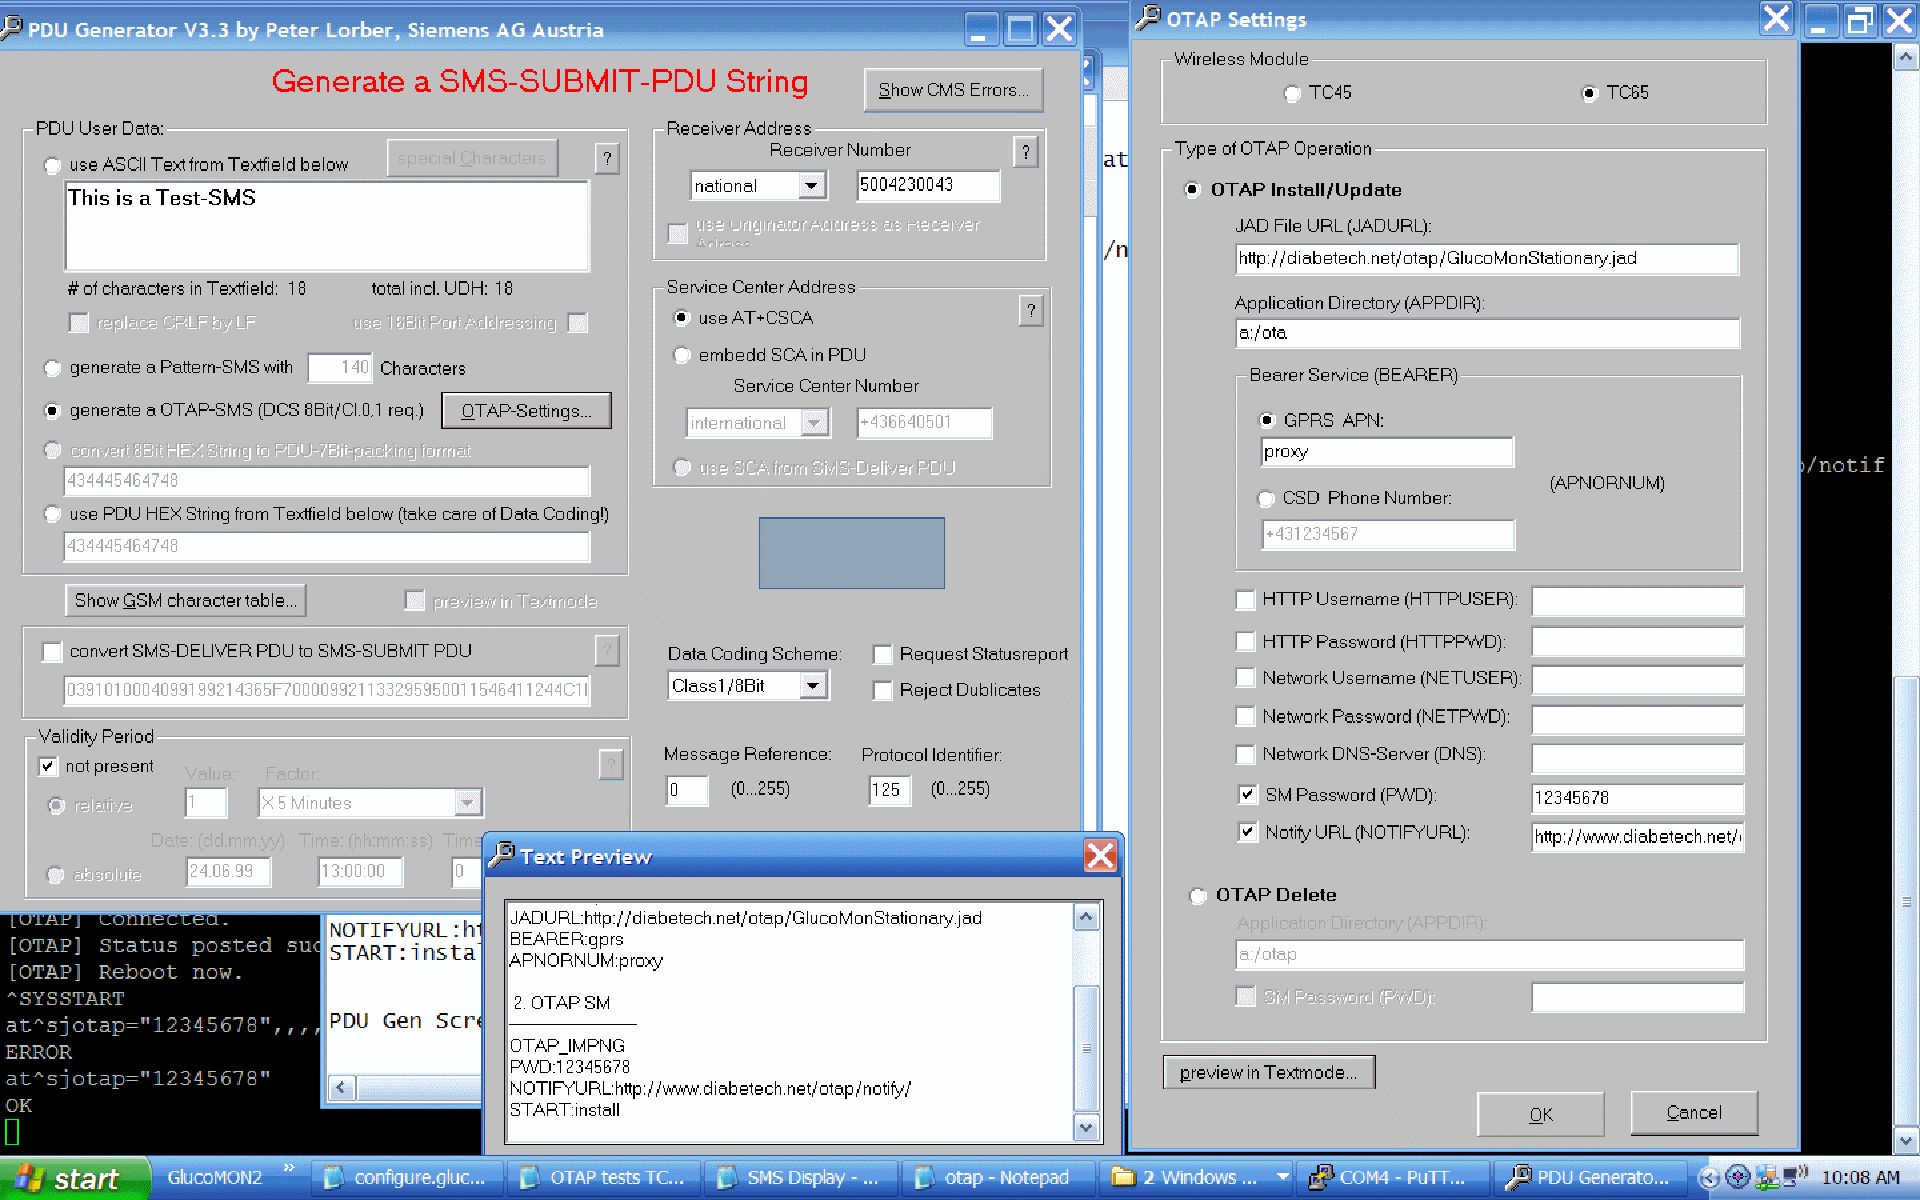 PDU Generator V3.3 by Peter Lorber, Siemens AG Austria
Generate a SMS-SUBMIT-PDU String
Show CMS Errors...
PDU User Data:
use ASCII Text from Textfield below
special Characters
?
This is a Test-SMS
# of characters in Textfield: 18
total incl. UDH: 18
replace CRLF by LF
use 16Bit Port Addressing
generate a Pattern-SMS with
140
Characters
generate a OTAP-SMS (DCS 8Bit/Cl.0,1 req.)
OTAP-Settings...
convert 8Bit HEX String to PDU-7Bit-packing format
434445464748
use PDU HEX String from Textfield below (take care of Data Coding!)
434445464748
Show GSM character table...
preview in Textmode
convert SMS-DELIVER PDU to SMS-SUBMIT PDU
?
Validity Period
not present
?
Value:
Factor:
relative
1
X 5 Minutes
Date: (dd.mm.yy)
Time: (hh:mm:ss)
Time
absolute
24.06.99
13:00:00
0
Receiver Address
Receiver Number
?
national
5004230043
use Originator Address as Receiver
Adress
Service Center Address
?
use AT+CSCA
embedd SCA in PDU
Service Center Number
international
+436640501
use SCA from SMS-Deliver PDU
Data Coding Scheme:
Class1/8Bit
Request Statusreport
Reject Dublicates
Message Reference:
0
(0...255)
Protocol Identifier:
125
(0...255)
at
/n
/notif
OTAP Settings
Wireless Module
TC45
TC65
Type of OTAP Operation
OTAP Install/Update
JAD File URL (JADURL):
http://diabetech.net/otap/GlucoMonStationary.jad
Application Directory (APPDIR):
a:/ota
Bearer Service (BEARER)
GPRS APN:
proxy
(APNORNUM)
CSD Phone Number:
+431234567
HTTP Username (HTTPUSER):
HTTP Password (HTTPPWD):
Network Username (NETUSER):
Network Password (NETPWD):
Network DNS-Server (DNS):
SM Password (PWD):
12345678
Notify URL (NOTIFYURL):
http://www.diabetech.net/
OTAP Delete
Application Directory (APPDIR):
a:/otap
SM Password (PWD):
preview in Textmode...
OK
Cancel
Text Preview
JADURL:http://diabetech.net/otap/GlucoMonStationary.jad
BEARER:gprs
APNORNUM:proxy
2. OTAP SM
OTAP_IMPNG
PWD:12345678
NOTIFYURL:http://www.diabetech.net/otap/notify/
START:install
[OTAP] Connected.
[OTAP] Status posted suc
[OTAP] Reboot now.
^SYSSTART
at^sjotap="12345678",,,,
ERROR
at^sjotap="12345678"
OK
NOTIFYURL:ht
START:instal
PDU Gen Scre
start
GlucoMON2
»
configure.gluc...
OTAP tests TC...
SMS Display - ...
otap - Notepad
2 Windows ...
COM4 - PuTT...
PDU Generato...
10:08 AM